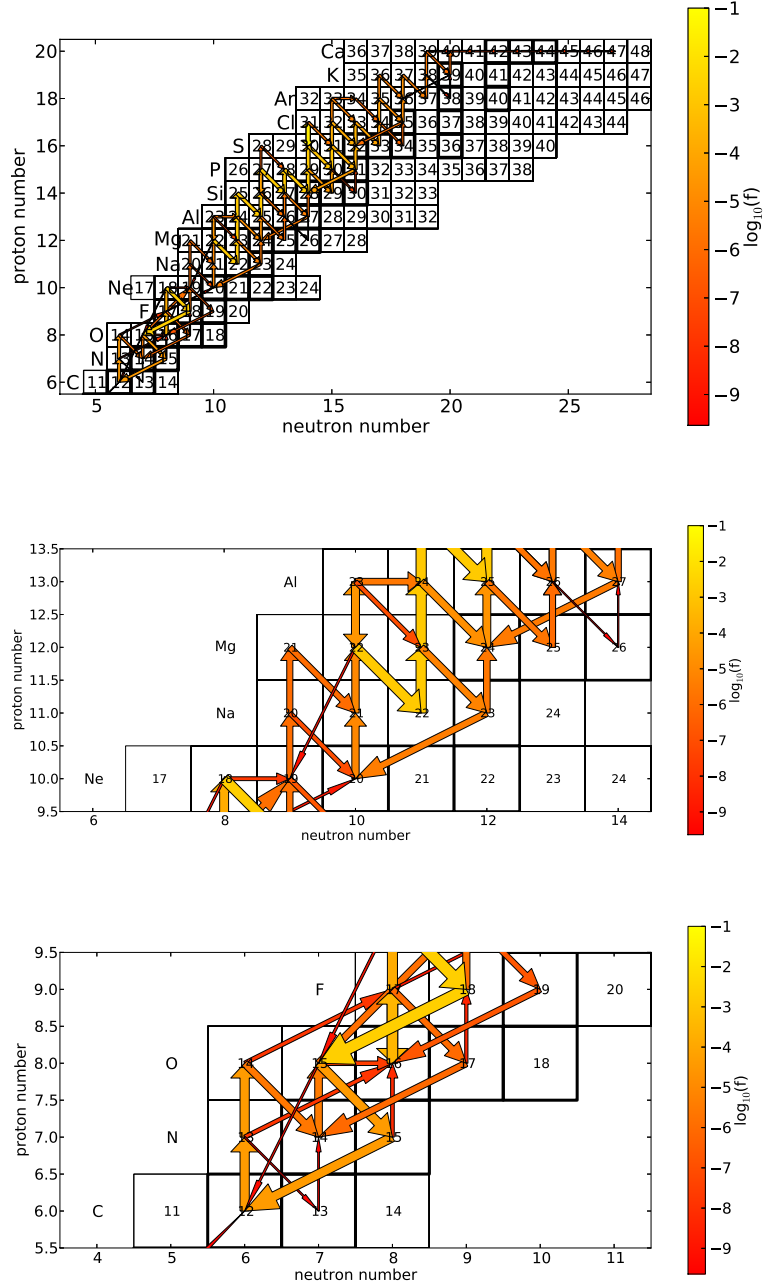 20 Ca 36 37 38 39 40 41 42 43 44 45 46 47 48
K 35 36 37 38 39 40 41 42 43 44 45 46 47
18 Ar 32 33 34 35 36 37 38 39 40 41 42 43 44 45 46
Cl 31 32 33 34 35 36 37 38 39 40 41 42 43 44
16 S 28 29 30 31 32 33 34 35 36 37 38 39 40
P 26 27 28 29 30 31 32 33 34 35 36 37 38
14 Si 25 26 27 28 29 30 31 32 33
Al 23 24 25 26 27 28 29 30 31 32
12 Mg 21 22 23 24 25 26 27 28
Na 20 21 22 23 24
10 Ne 17 18 19 20 21 22 23 24
F 17 18 19 20
8 O 14 15 16 17 18
N 13 14 15
6 C 11 12 13 14
5 10 15 20 25
neutron number
proton number
−1
−2
−3
−4
−5
−6
−7
−8
−9
log10(f)
13.5
13.0 Al 23 24 25 26 27
12.5
12.0 Mg 21 22 23 24 25 26
11.5
11.0 Na 20 21 22 23 24
10.5
10.0 Ne 17 18 19 20 21 22 23 24
9.5
6 8 10 12 14
neutron number
proton number
−1
−2
−3
−4
−5
−6
−7
−8
−9
log10(f)
9.5
9.0 F 17 18 19 20
8.5
8.0 O 14 15 16 17 18
7.5
7.0 N 13 14 15
6.5
6.0 C 11 12 13 14
5.5
4 5 6 7 8 9 10 11
neutron number
proton number
−1
−2
−3
−4
−5
−6
−7
−8
−9
log10(f)